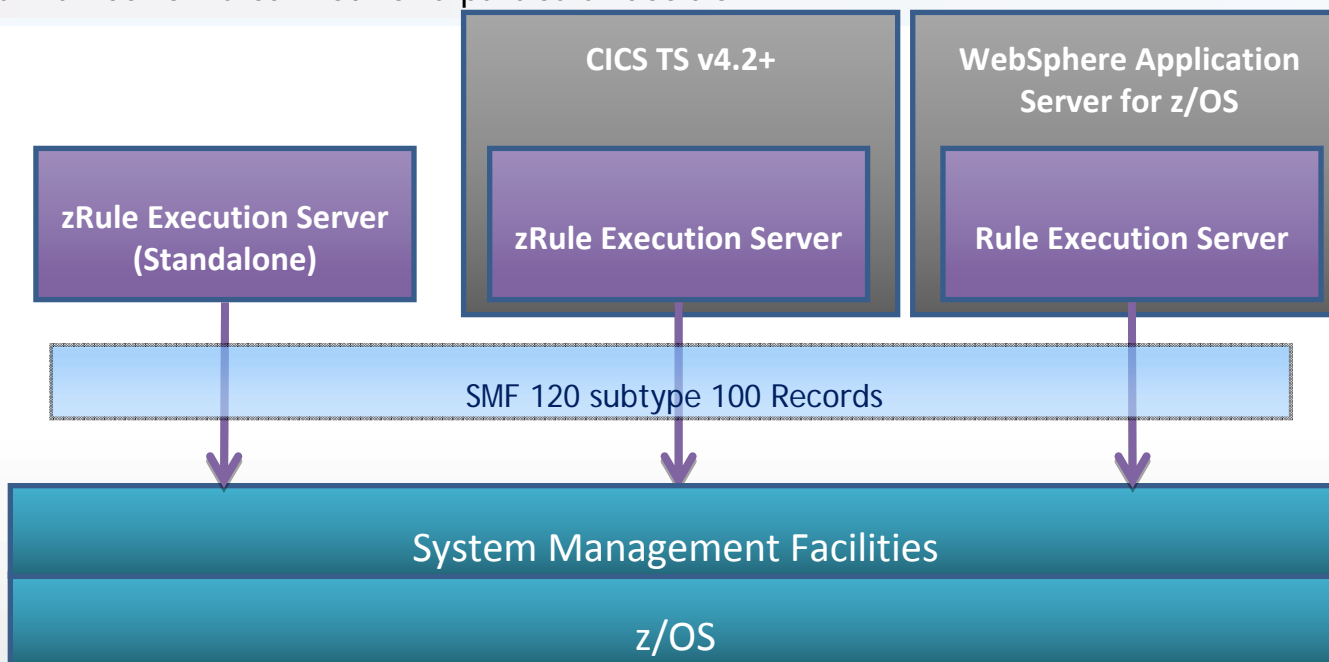 CICS TS v4.2+
WebSphere Application
Server for z/OS
zRule Execution Server
(Standalone)
zRule Execution Server
Rule Execution Server
SMF 120 subtype 100 Records
System Management Facilities
z/OS